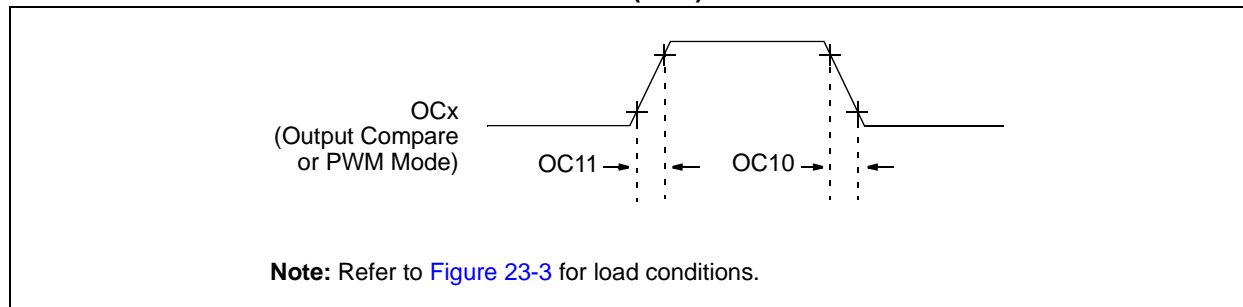 OCx
(Output Compare
or PWM Mode)
OC11
OC10
Note: Refer to Figure 23-3 for load conditions.